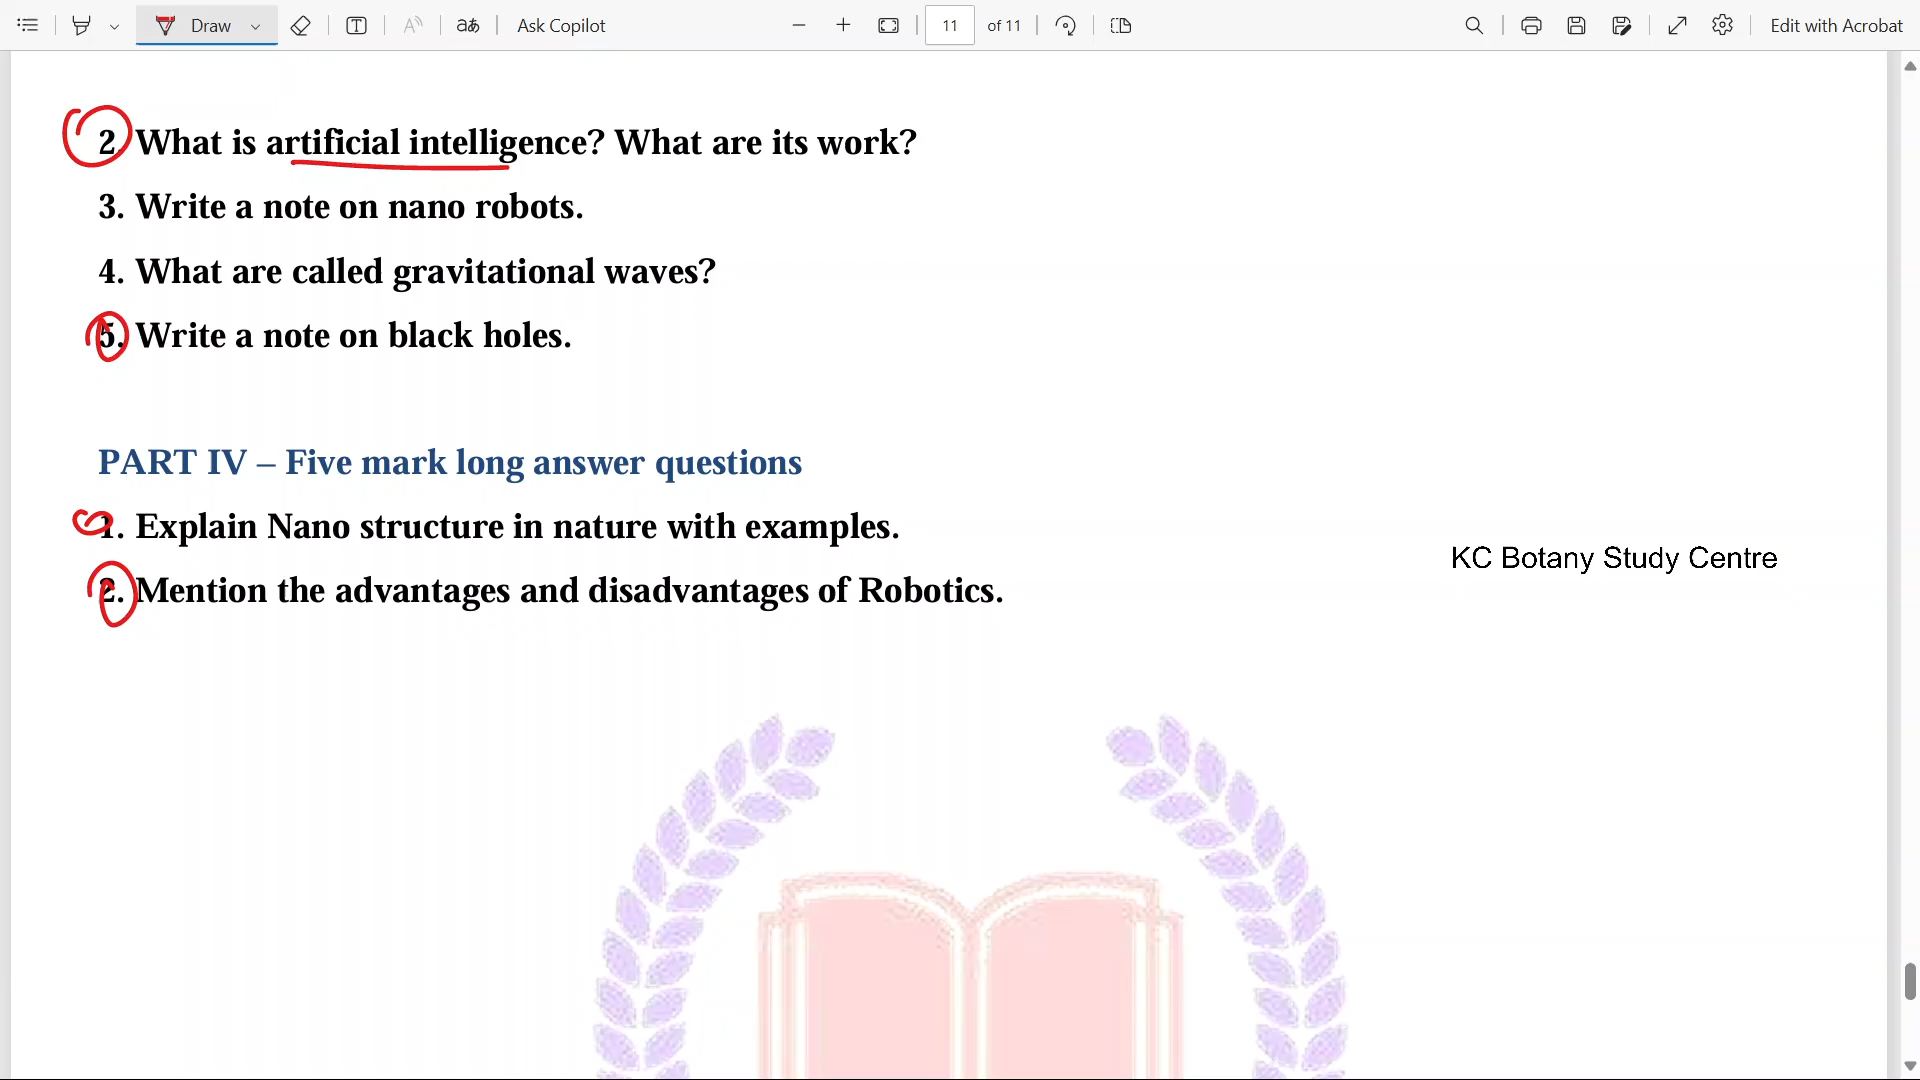 Draw
Ask Copilot
11 of 11
Edit with Acrobat
2. What is artificial intelligence? What are its work?
3. Write a note on nano robots.
4. What are called gravitational waves?
5. Write a note on black holes.
PART IV – Five mark long answer questions
1. Explain Nano structure in nature with examples.
KC Botany Study Centre
2. Mention the advantages and disadvantages of Robotics.